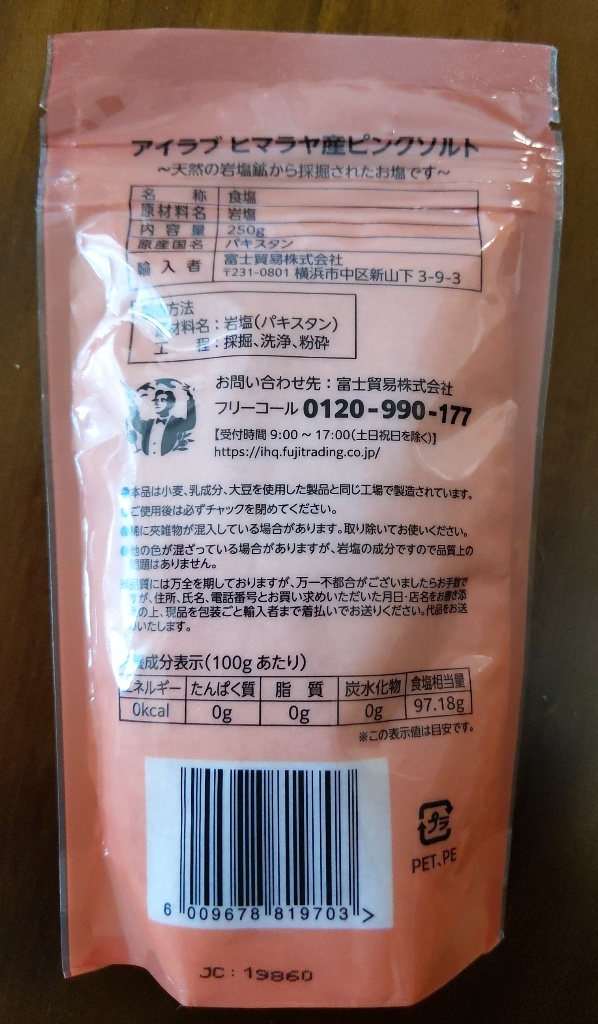 アイラブ ヒマラヤ産ピンクソルト
～天然の岩塩鉱から採掘されたお塩です～
名称 食塩
原材料名 岩塩
内容量 250g
原産国名 パキスタン
輸入者 富士貿易株式会社
〒231-0801 横浜市中区新山下 3-9-3
方法
材料名：岩塩（パキスタン）
工程：採掘、洗浄、粉砕
お問い合わせ先：富士貿易株式会社
フリーコール 0120-990-177
【受付時間 9:00 ～ 17:00（土日祝日を除く）】
https://ihq.fujitrading.co.jp/
●本品は小麦、乳成分、大豆を使用した製品と同じ工場で製造されています。
●ご使用後は必ずチャックを閉めてください。
●稀に夾雑物が混入している場合があります。取り除いてお使いください。
●他の色が混ざっている場合がありますが、岩塩の成分ですので品質上の
問題はありません。
※品質には万全を期しておりますが、万一不都合がございましたらお手数で
すが、住所、氏名、電話番号とお買い求めいただいた月日・店名をお書き添
えの上、現品を包装ごと輸入者まで着払いでお送りください。代品をお送
りいたします。
成分表示（100g あたり）
エネルギー たんぱく質 脂質 炭水化物 食塩相当量
0kcal 0g 0g 0g 97.18g
※この表示値は目安です。
プラ
PET、PE
6 009678 819703 >
JC : 19860